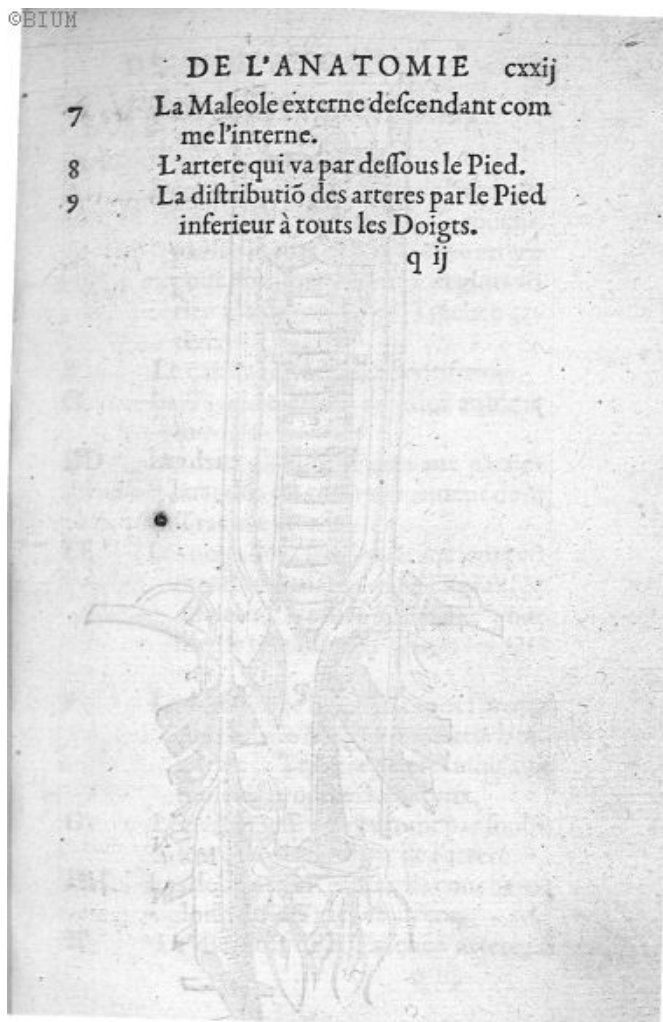 ©BIUM
DE L'ANATOMIE cxxij
7 La Maleole externe deſcendant com
me l'interne.
8 L'artere qui va par deſſous le Pied.
9 La diſtributiõ des arteres par le Pied
inferieur à touts les Doigts.
q ij